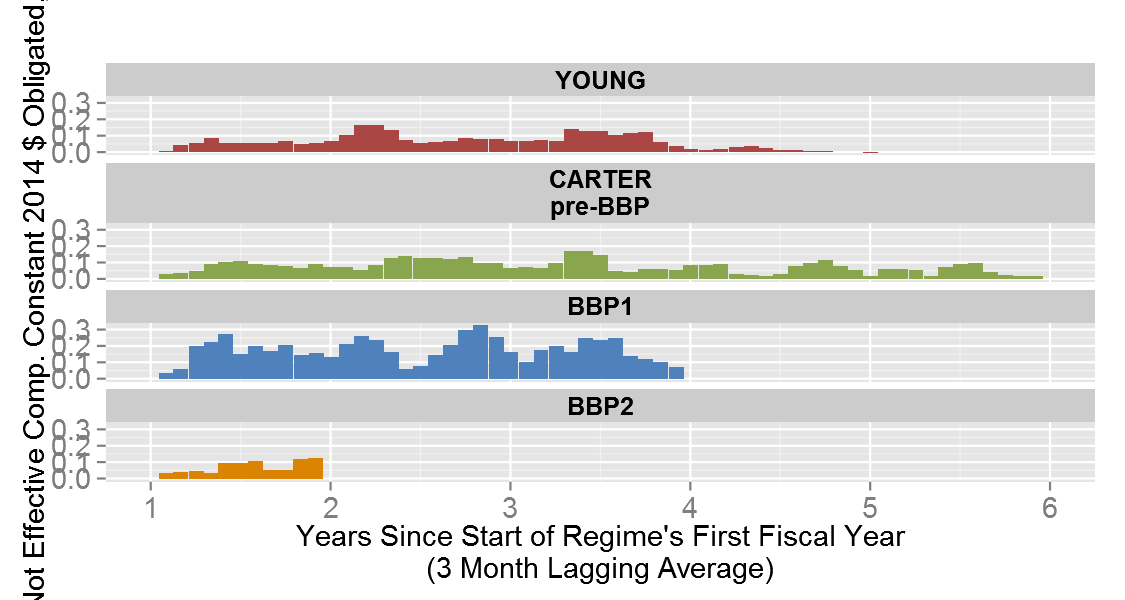 Not Effective Comp. Constant 2014 $ Obligated,
YOUNG
0.3
0.2
0.1
0.0
CARTER
pre-BBP
0.3
0.2
0.1
0.0
BBP1
0.3
0.2
0.1
0.0
BBP2
0.3
0.2
0.1
0.0
1 2 3 4 5 6
Years Since Start of Regime's First Fiscal Year
(3 Month Lagging Average)